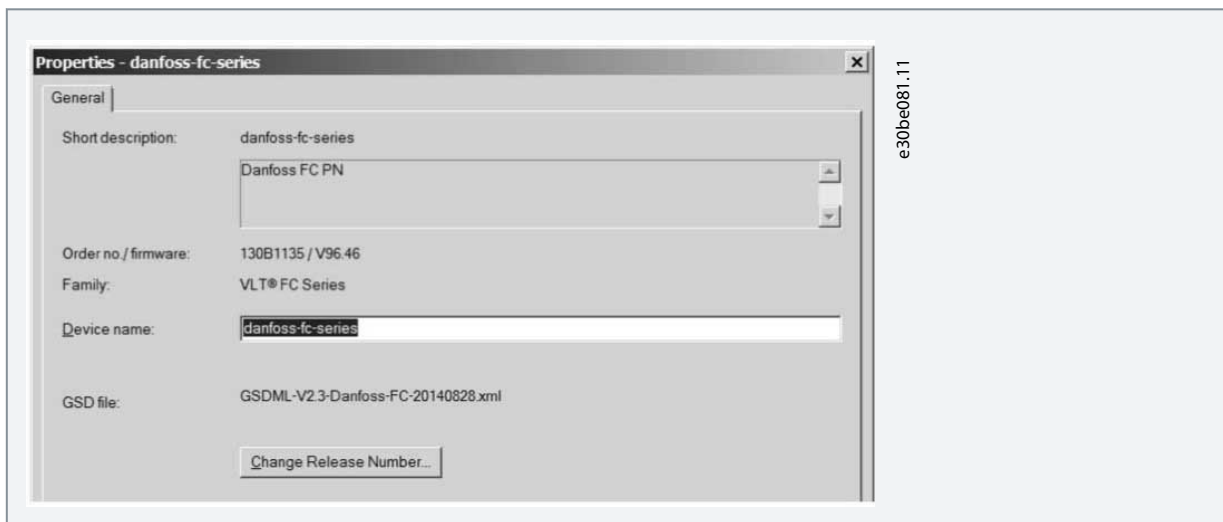 Properties - danfoss-fc-series
General
Short description: danfoss-fc-series
Danfoss FC PN
Order no./ firmware: 130B1135 / V96.46
Family: VLT® FC Series
Device name: danfoss-fc-series
GSD file: GSDML-V2.3-Danfoss-FC-20140828.xml
Change Release Number...
e30be081.11